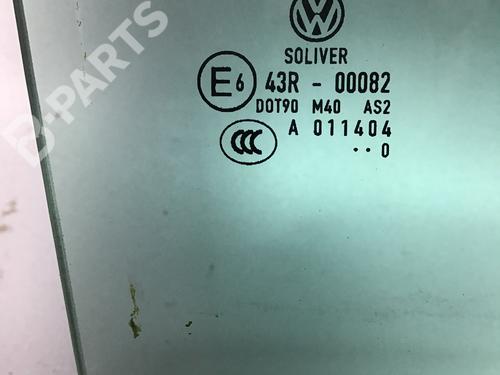 B-PARTS
SOLIVER
E6 43R - 00082
DOT90 M40 AS2
A 011404
CCC ·· 0